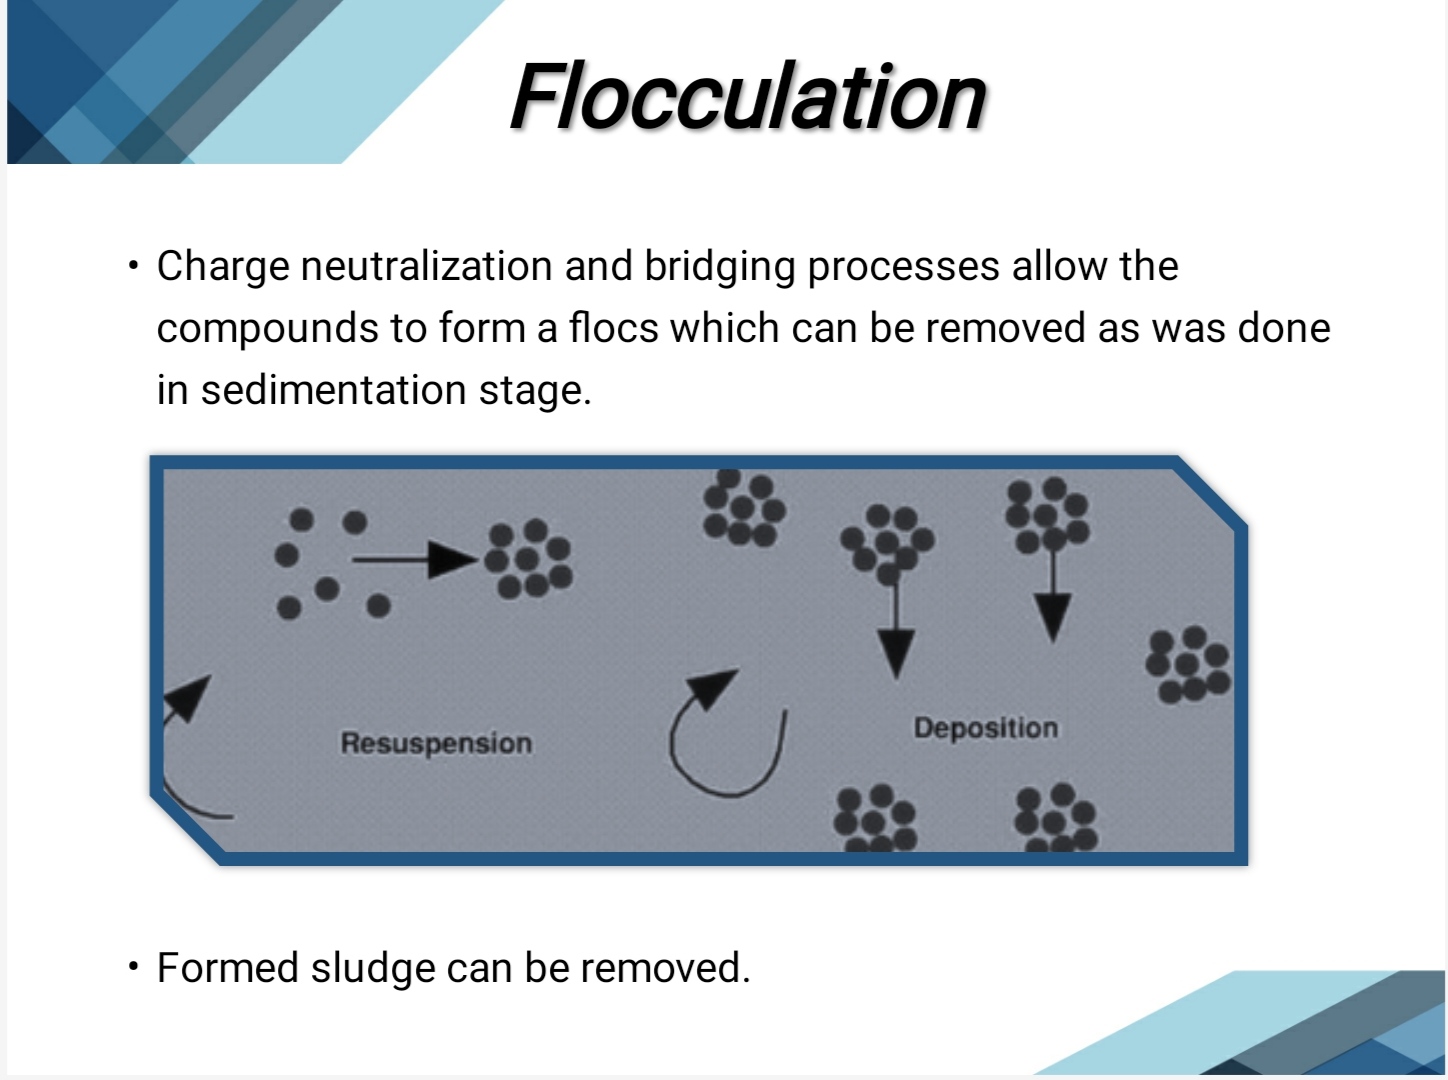 Flocculation
• Charge neutralization and bridging processes allow the
compounds to form a flocs which can be removed as was done
in sedimentation stage.
Resuspension
Deposition
• Formed sludge can be removed.